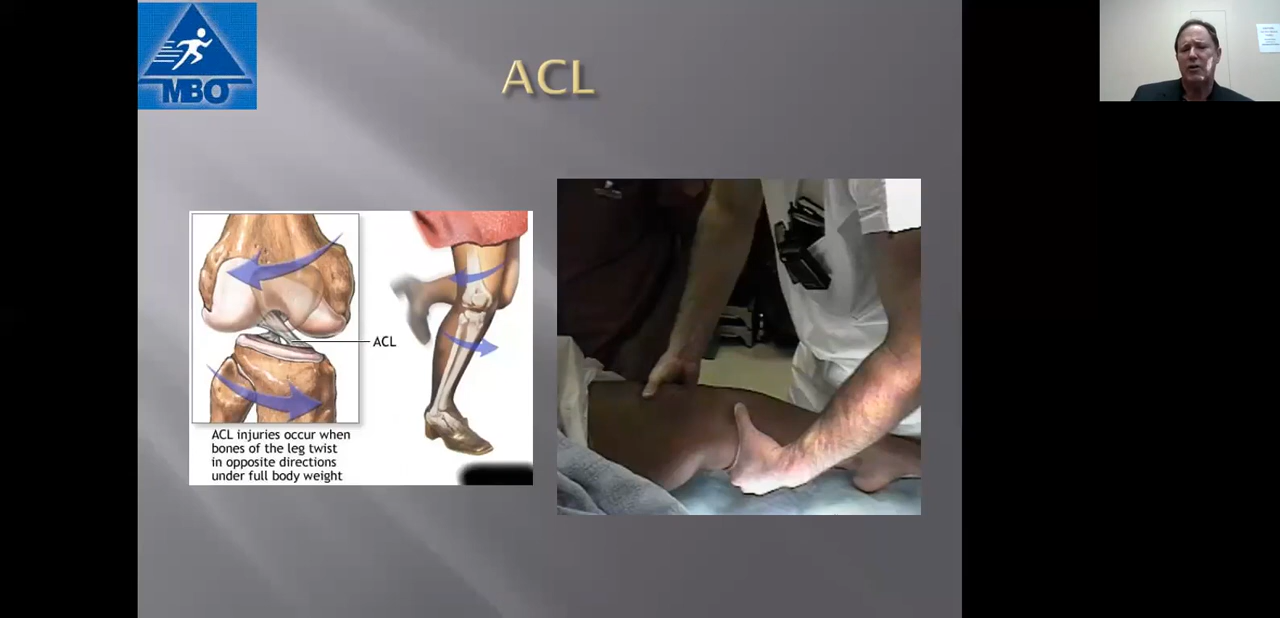 MBO
ACL
ACL
ACL injuries occur when
bones of the leg twist
in opposite directions
under full body weight